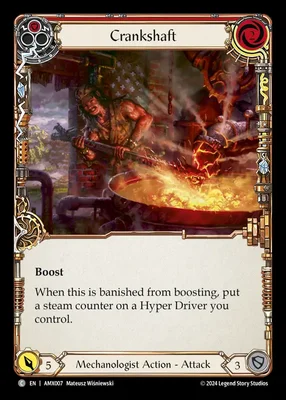 Crankshaft
Boost
When this is banished from boosting, put
a steam counter on a Hyper Driver you
control.
5 Mechanologist Action - Attack 3
C EN | AMX007 Mateusz Wiśniewski ©2024 Legend Story Studios